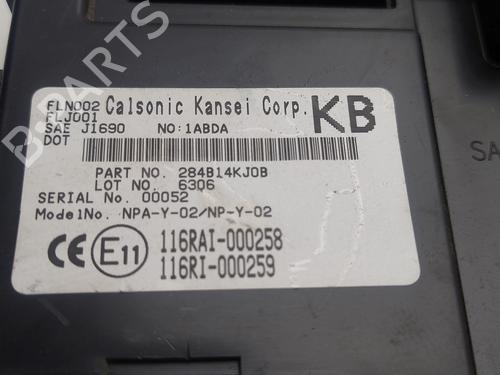 B-PARTS
FLN002 Calsonic Kansei Corp. KB
FLJ001
SAE J1690 NO:1ABDA
DOT
PART NO. 284B14KJ0B
LOT NO. 6306
SERIAL No. 00052
ModelNo. NPA-Y-02/NP-Y-02
CE E11 116RAI-000258
116RI-000259
SA